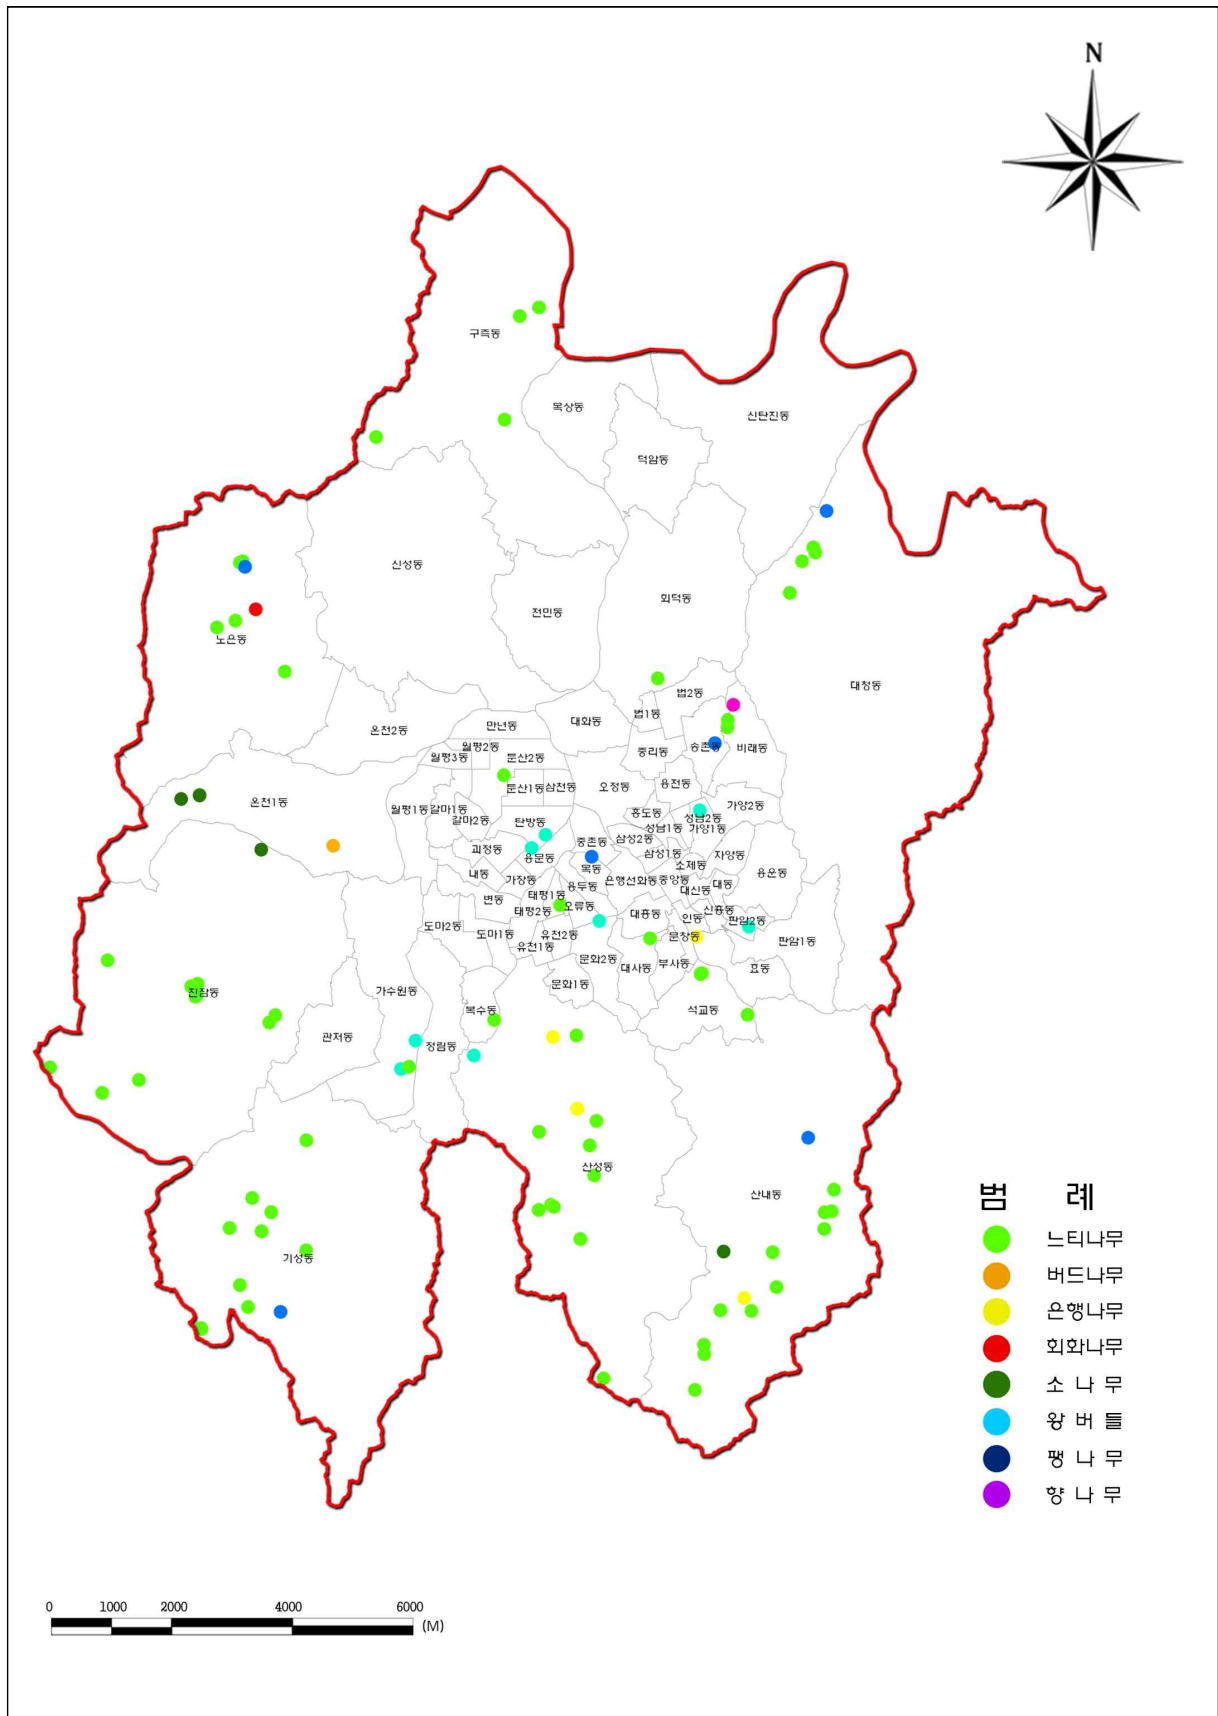 N
구즉동
목상동
신탄진동
덕암동
신성동
회덕동
전민동
노은동
대청동
법2동
법1동
대화동
만년동
온천2동
송촌동
비래동
중리동
월평2동
월평3동
둔산2동
둔산1동
삼천동
오정동
용전동
온천1동
월평1동
갈마1동
갈마2동
탄방동
홍도동
성남2동
가양2동
성남1동
가양1동
중촌동
삼성2동
괴정동
용문동
삼성1동
자양동
목동
소제동
내동
가장동
용두동
은행선화동
중앙동
대신동
대동
용운동
변동
태평1동
태평2동
오류동
대흥동
인동
신흥동
판암2동
도마2동
도마1동
유천2동
유천1동
문창동
판암1동
문화2동
대사동
부사동
효동
진잠동
가수원동
문화1동
복수동
석교동
관저동
정림동
산성동
산내동
기성동
범 례
느티나무
버드나무
은행나무
회화나무
소 나 무
왕 버 들
팽 나 무
향 나 무
0 1000 2000 4000 6000
(M)